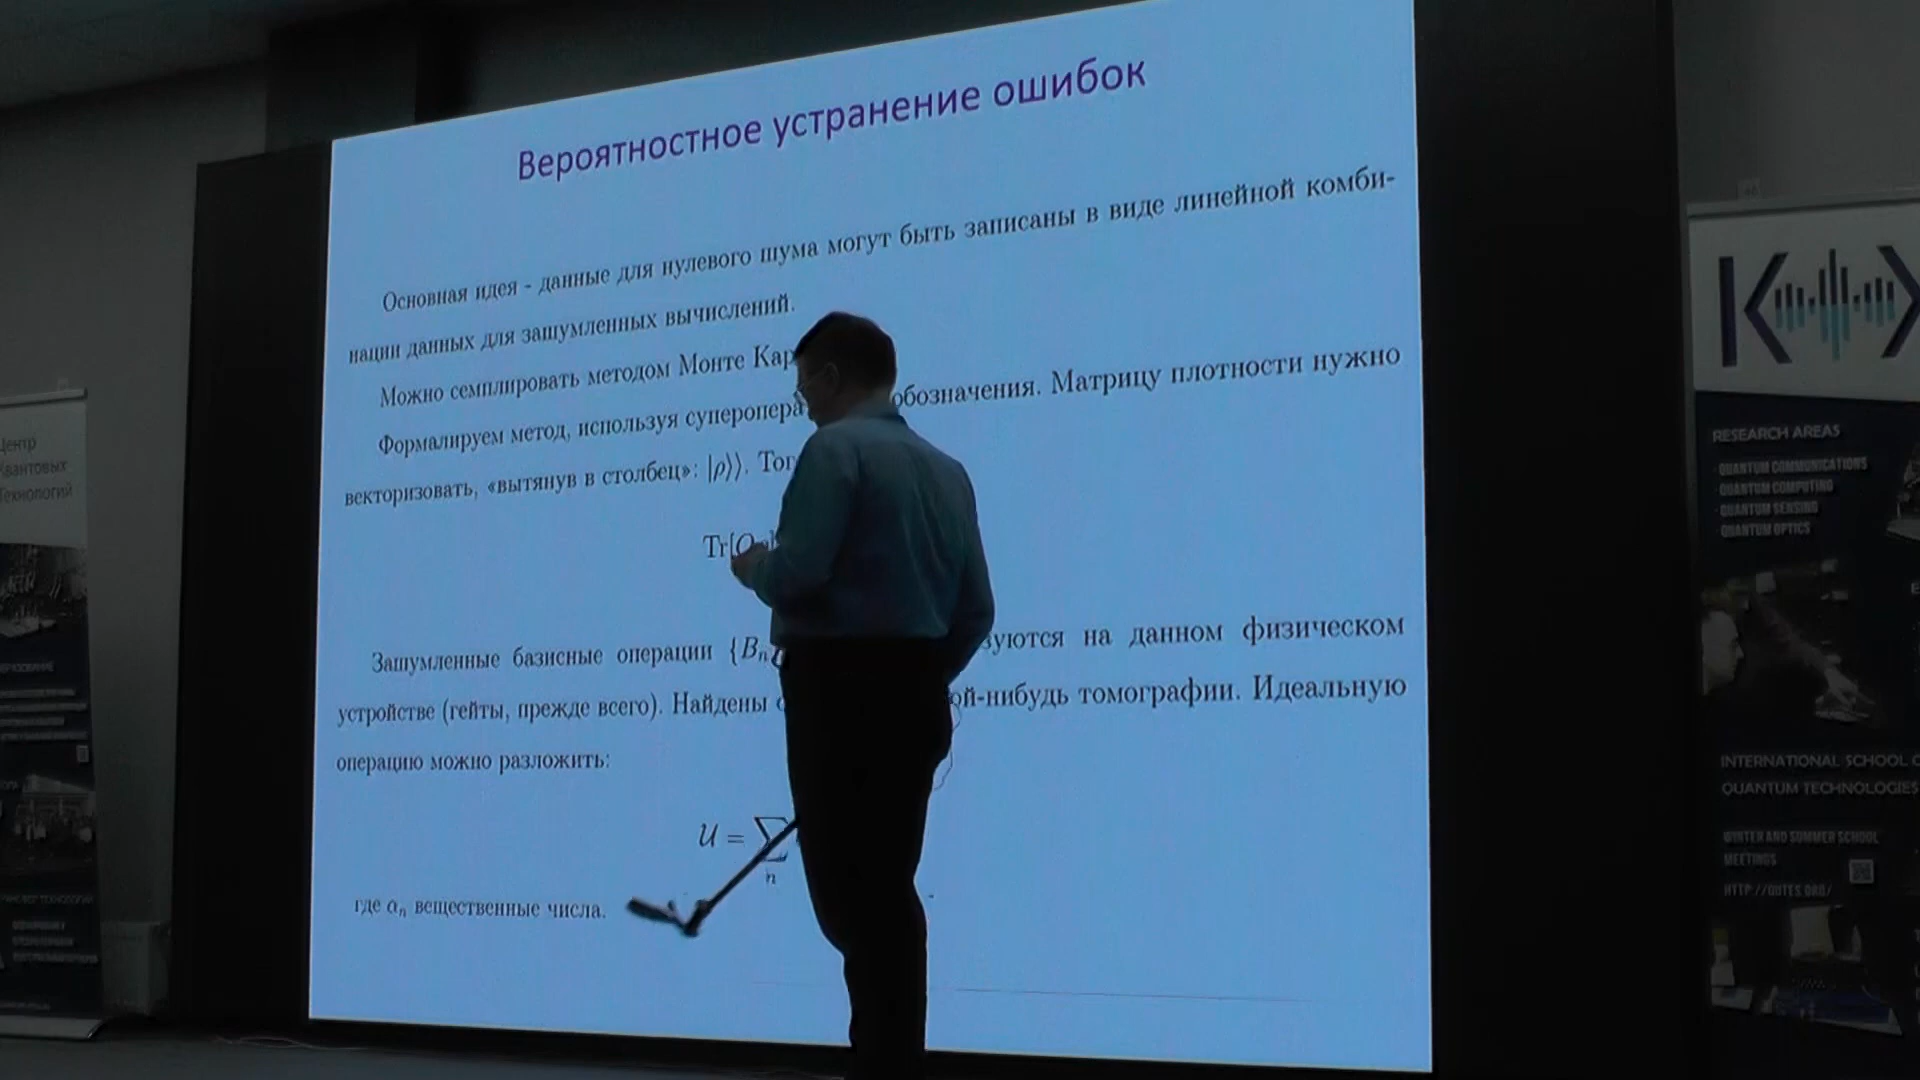 Вероятностное устранение ошибок
Основная идея - данные для нулевого шума могут быть записаны в виде линейной комби-
нации данных для зашумленных вычислений.
Можно семплировать методом Монте Кар
Формалируем метод, используя суперопера обозначения. Матрицу плотности нужно
векторизовать, «вытянув в столбец»: |ρ⟩⟩. Тог
Tr[O
Зашумленные базисные операции {Bₙ зуются на данном физическом
устройстве (гейты, прежде всего). Найдены ой-нибудь томографии. Идеальную
операцию можно разложить:
𝒰 = ∑
n
где αₙ вещественные числа.
Центр
Квантовых
Технологий
K
RESEARCH AREAS
· QUANTUM COMMUNICATIONS
· QUANTUM COMPUTING
· QUANTUM SENSING
· QUANTUM OPTICS
INTERNATIONAL SCHOOL O
QUANTUM TECHNOLOGIES
WINTER AND SUMMER SCHOOL
MEETINGS
HTTP://QUTES.ORG/